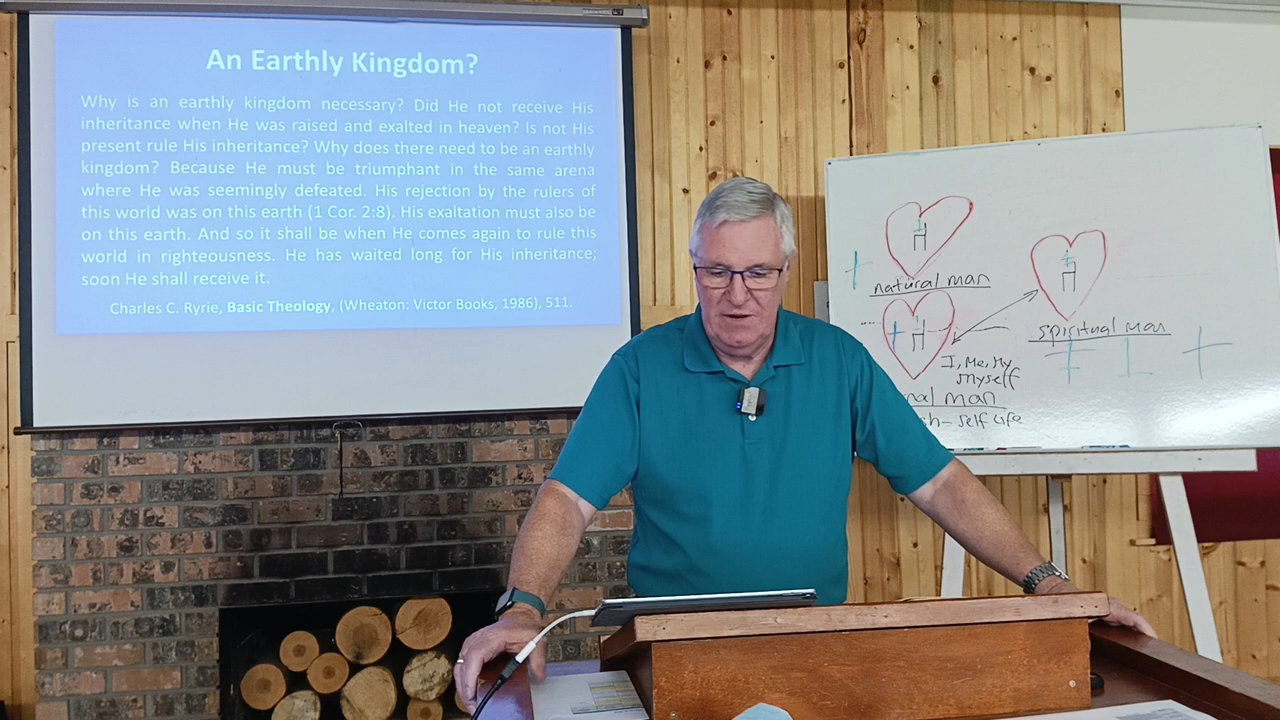 An Earthly Kingdom?
Why is an earthly kingdom necessary? Did He not receive His
inheritance when He was raised and exalted in heaven? Is not His
present rule His inheritance? Why does there need to be an earthly
kingdom? Because He must be triumphant in the same arena
where He was seemingly defeated. His rejection by the rulers of
this world was on this earth (1 Cor. 2:8). His exaltation must also be
on this earth. And so it shall be when He comes again to rule this
world in righteousness. He has waited long for His inheritance;
soon He shall receive it.
Charles C. Ryrie, Basic Theology, (Wheaton: Victor Books, 1986), 511.
natural man
spiritual man
I, Me, My
Myself
nal man
sh-self life